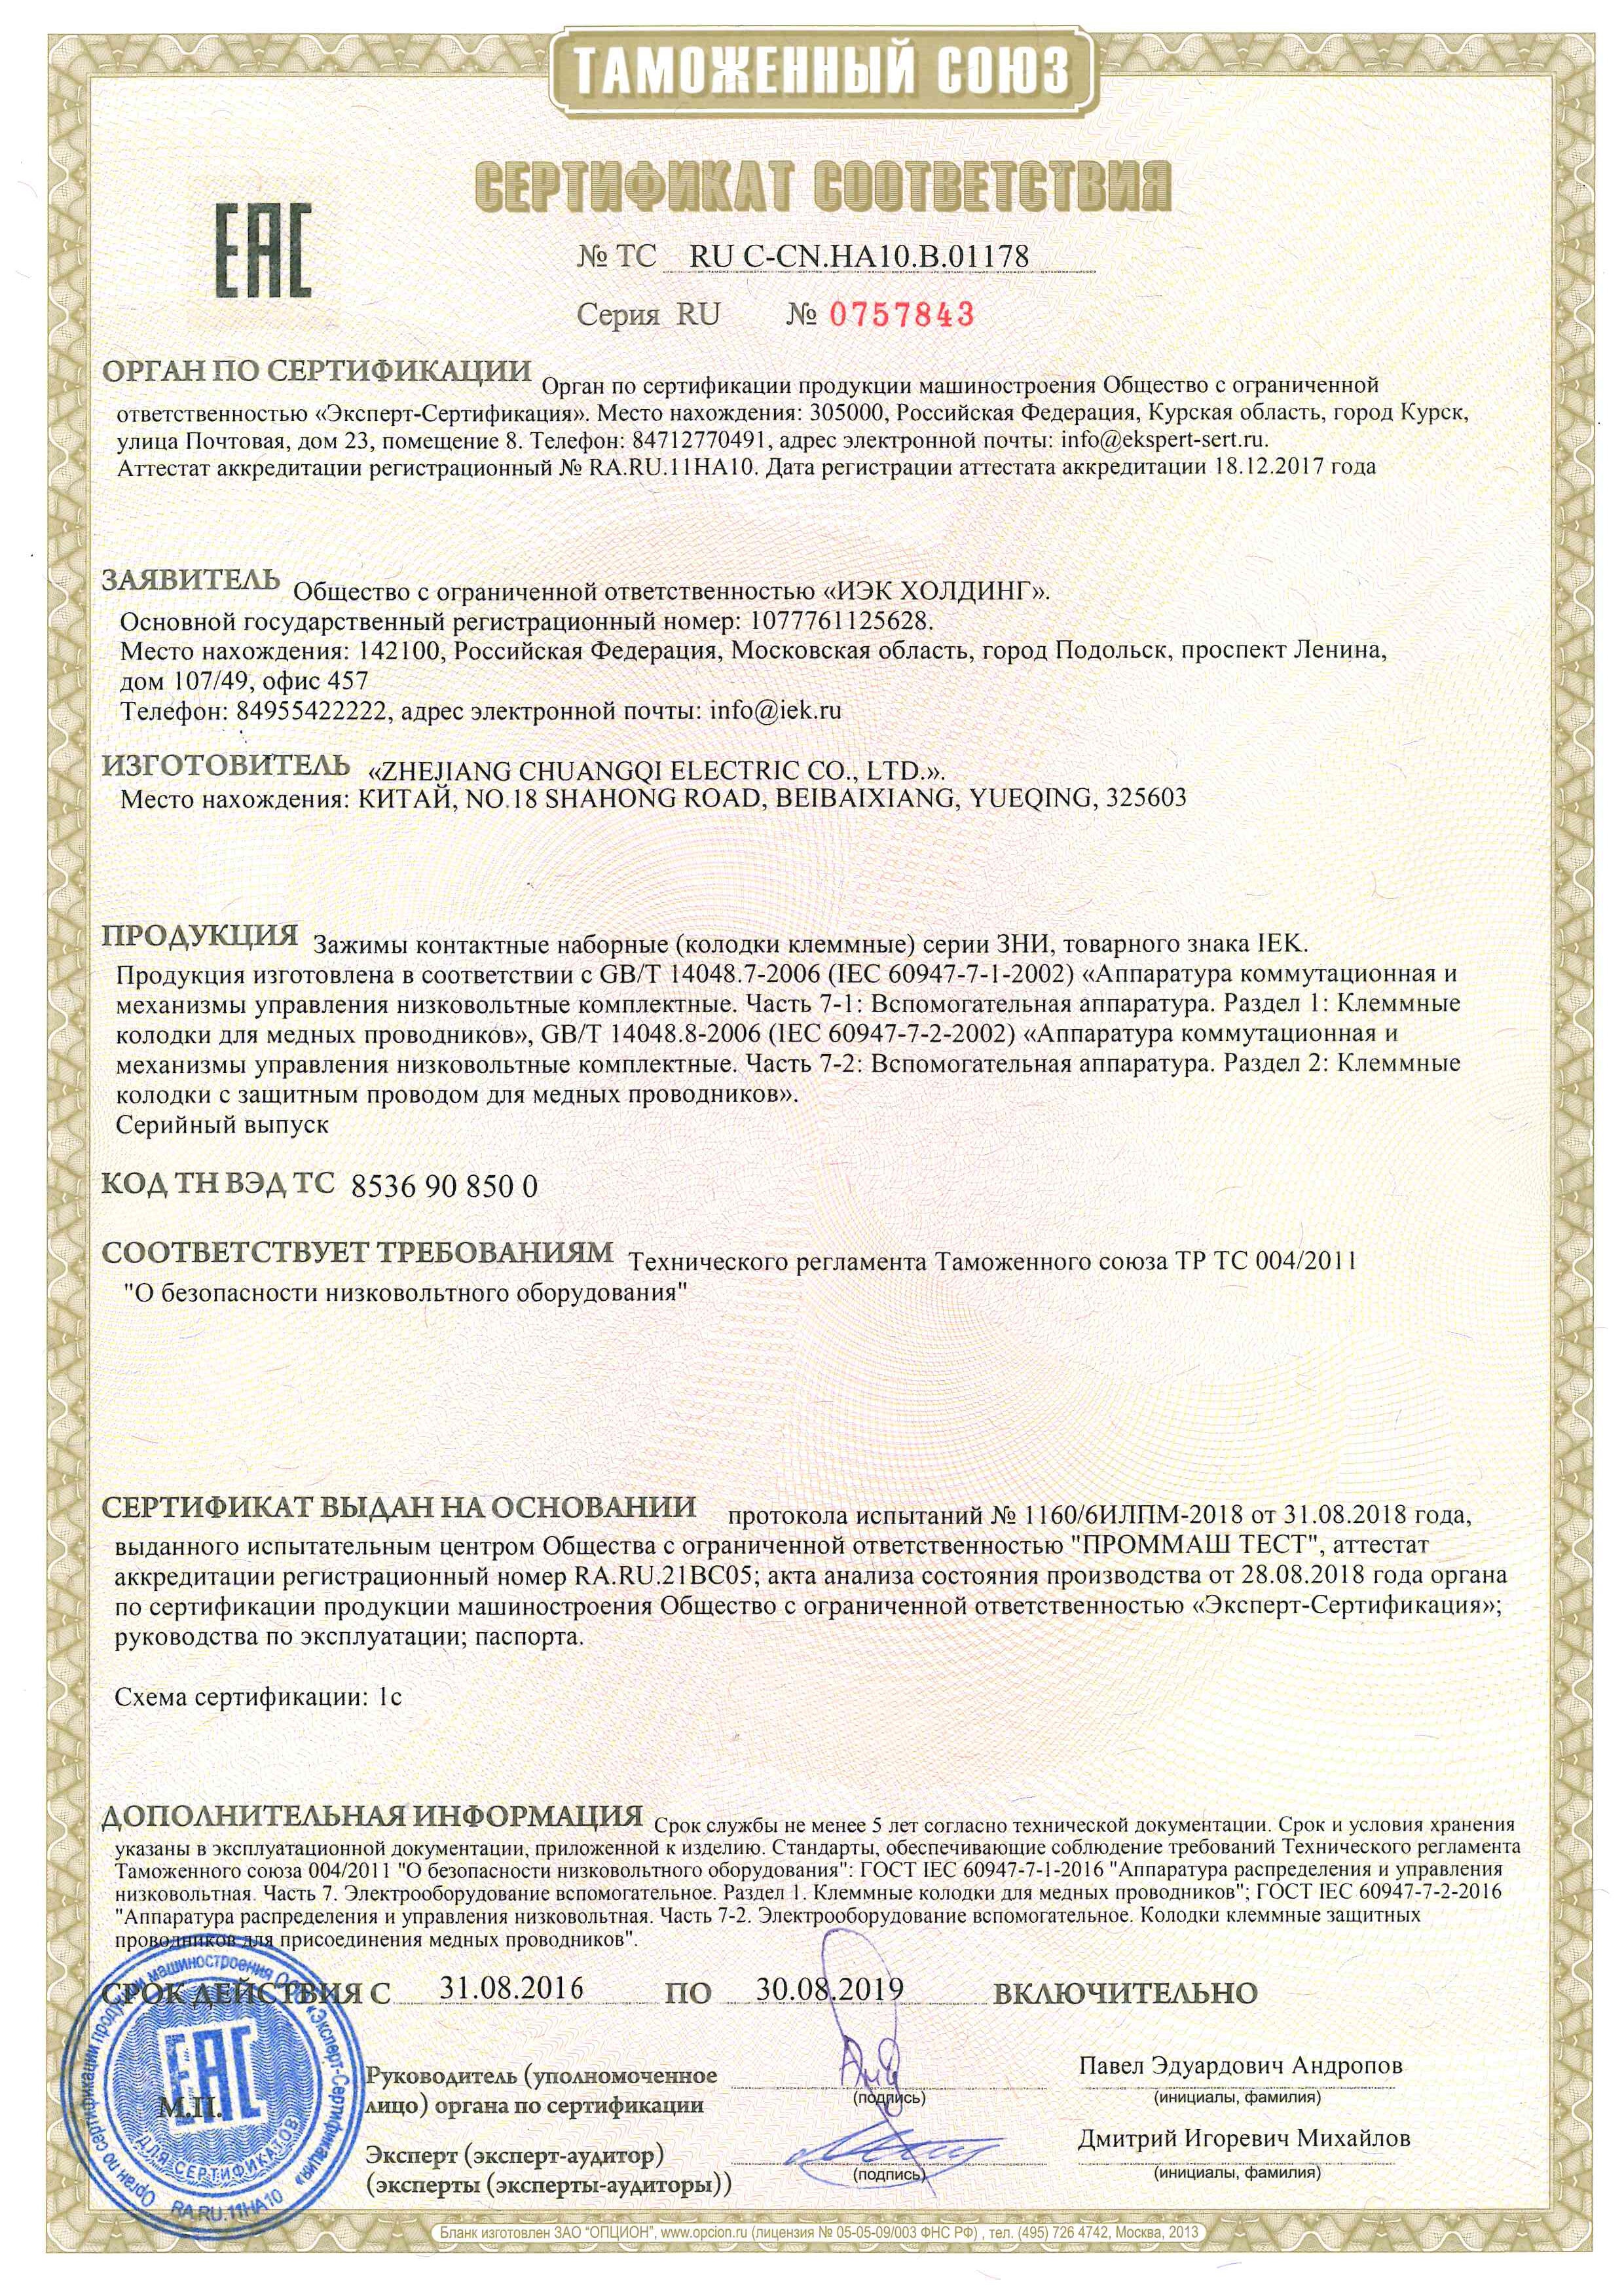 ТАМОЖЕННЫЙ СОЮЗ
СЕРТИФИКАТ СООТВЕТСТВИЯ
ЕАС
№ ТС RU C-CN.HA10.B.01178
Серия RU № 0757843
ОРГАН ПО СЕРТИФИКАЦИИ Орган по сертификации продукции машиностроения Общество с ограниченной
ответственностью «Эксперт-Сертификация». Место нахождения: 305000, Российская Федерация, Курская область, город Курск,
улица Почтовая, дом 23, помещение 8. Телефон: 84712770491, адрес электронной почты: info@ekspert-sert.ru.
Аттестат аккредитации регистрационный № RA.RU.11HA10. Дата регистрации аттестата аккредитации 18.12.2017 года
ЗАЯВИТЕЛЬ Общество с ограниченной ответственностью «ИЭК ХОЛДИНГ».
Основной государственный регистрационный номер: 1077761125628.
Место нахождения: 142100, Российская Федерация, Московская область, город Подольск, проспект Ленина,
дом 107/49, офис 457
Телефон: 84955422222, адрес электронной почты: info@iek.ru
ИЗГОТОВИТЕЛЬ «ZHEJIANG CHUANGQI ELECTRIC CO., LTD.».
Место нахождения: КИТАЙ, NO.18 SHAHONG ROAD, BEIBAIXIANG, YUEQING, 325603
ПРОДУКЦИЯ Зажимы контактные наборные (колодки клеммные) серии ЗНИ, товарного знака IEK.
Продукция изготовлена в соответствии с GB/T 14048.7-2006 (IEC 60947-7-1-2002) «Аппаратура коммутационная и
механизмы управления низковольтные комплектные. Часть 7-1: Вспомогательная аппаратура. Раздел 1: Клеммные
колодки для медных проводников», GB/T 14048.8-2006 (IEC 60947-7-2-2002) «Аппаратура коммутационная и
механизмы управления низковольтные комплектные. Часть 7-2: Вспомогательная аппаратура. Раздел 2: Клеммные
колодки с защитным проводом для медных проводников».
Серийный выпуск
КОД ТН ВЭД ТС 8536 90 850 0
СООТВЕТСТВУЕТ ТРЕБОВАНИЯМ Технического регламента Таможенного союза ТР ТС 004/2011
"О безопасности низковольтного оборудования"
СЕРТИФИКАТ ВЫДАН НА ОСНОВАНИИ протокола испытаний № 1160/6ИЛПМ-2018 от 31.08.2018 года,
выданного испытательным центром Общества с ограниченной ответственностью "ПРОММАШ ТЕСТ", аттестат
аккредитации регистрационный номер RA.RU.21BC05; акта анализа состояния производства от 28.08.2018 года органа
по сертификации продукции машиностроения Общество с ограниченной ответственностью «Эксперт-Сертификация»;
руководства по эксплуатации; паспорта.
Схема сертификации: 1с
ДОПОЛНИТЕЛЬНАЯ ИНФОРМАЦИЯ Срок службы не менее 5 лет согласно технической документации. Срок и условия хранения
указаны в эксплуатационной документации, приложенной к изделию. Стандарты, обеспечивающие соблюдение требований Технического регламента
Таможенного союза 004/2011 "О безопасности низковольтного оборудования": ГОСТ IEC 60947-7-1-2016 "Аппаратура распределения и управления
низковольтная. Часть 7. Электрооборудование вспомогательное. Раздел 1. Клеммные колодки для медных проводников"; ГОСТ IEC 60947-7-2-2016
"Аппаратура распределения и управления низковольтная. Часть 7-2. Электрооборудование вспомогательное. Колодки клеммные защитных
проводников для присоединения медных проводников".
СРОК ДЕЙСТВИЯ С 31.08.2016 ПО 30.08.2019 ВКЛЮЧИТЕЛЬНО
Орган по сертификации продукции машиностроения ООО «Эксперт-Сертификация»
ЕАС
М.П.
ДЛЯ СЕРТИФИКАТОВ
RA.RU.11HA10
Руководитель (уполномоченное
лицо) органа по сертификации
(подпись)
Павел Эдуардович Андропов
(инициалы, фамилия)
Эксперт (эксперт-аудитор)
(эксперты (эксперты-аудиторы))
(подпись)
Дмитрий Игоревич Михайлов
(инициалы, фамилия)
Бланк изготовлен ЗАО "ОПЦИОН", www.opcion.ru (лицензия № 05-05-09/003 ФНС РФ) , тел. (495) 726 4742, Москва, 2013